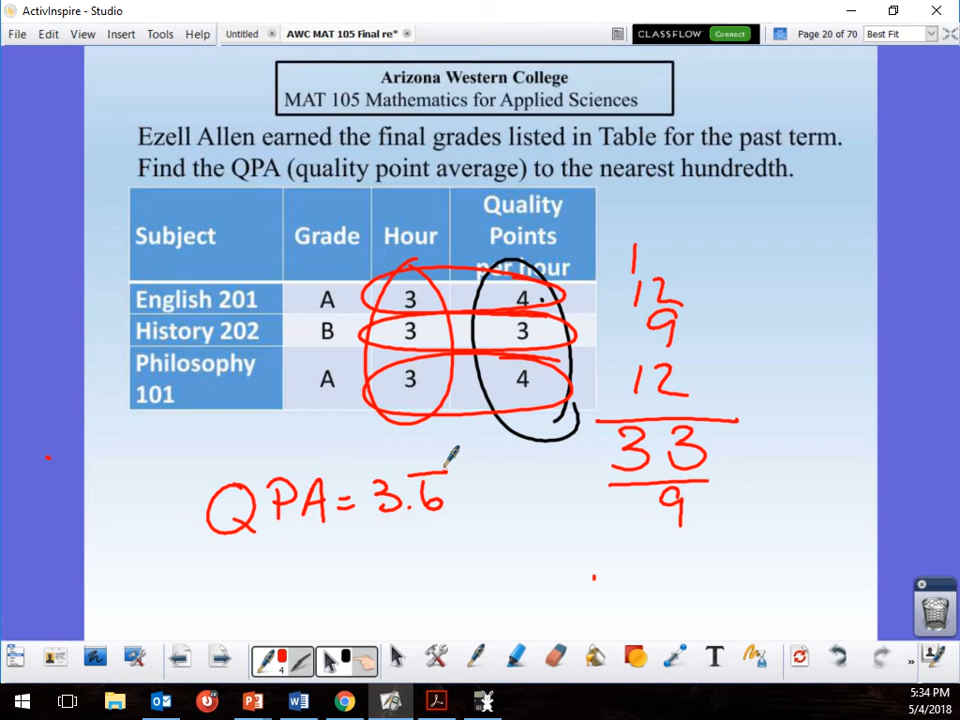 ActivInspire - Studio
File Edit View Insert Tools Help
Untitled
AWC MAT 105 Final re*
CLASSFLOW Connect
Page 20 of 70
Best Fit
Arizona Western College
MAT 105 Mathematics for Applied Sciences
Ezell Allen earned the final grades listed in Table for the past term.
Find the QPA (quality point average) to the nearest hundredth.
Subject Grade Hour Quality Points per hour
English 201 A 3 4
History 202 B 3 3
Philosophy 101 A 3 4
1
12
9
12
33
9
QPA = 3.6̅
4
T
5:34 PM
5/4/2018